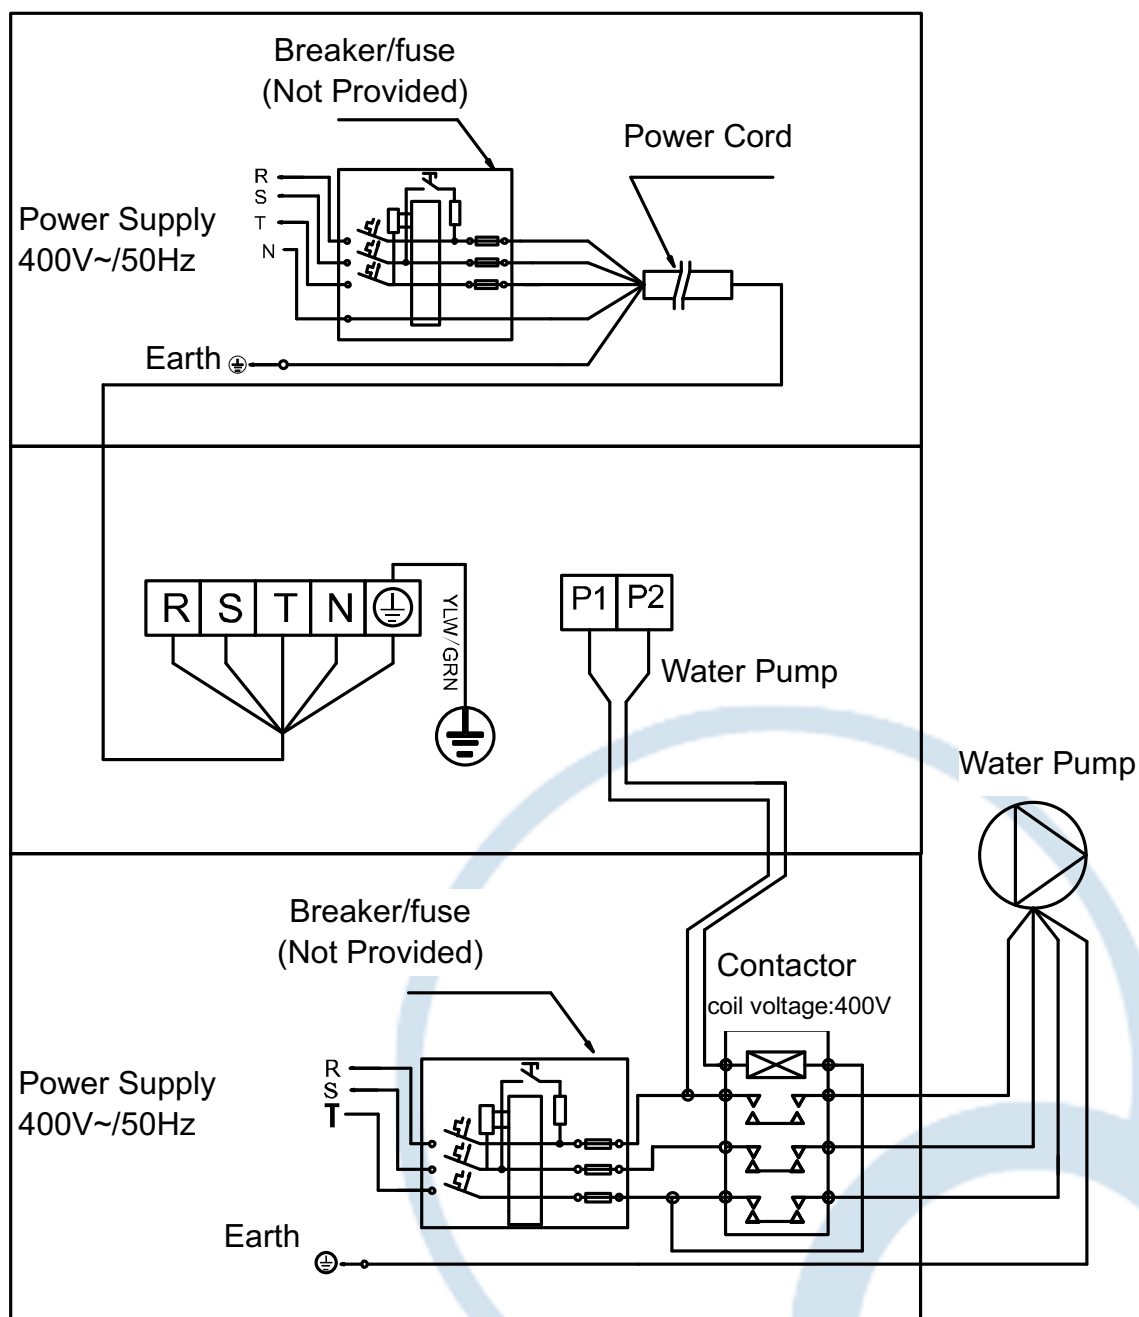 Breaker/fuse
(Not Provided)
Power Cord
R
S
T
N
Power Supply
400V~/50Hz
Earth
R S T N
YLW/GRN
P1 P2
Water Pump
Water Pump
Breaker/fuse
(Not Provided)
Contactor
coil voltage:400V
R
S
T
Power Supply
400V~/50Hz
Earth